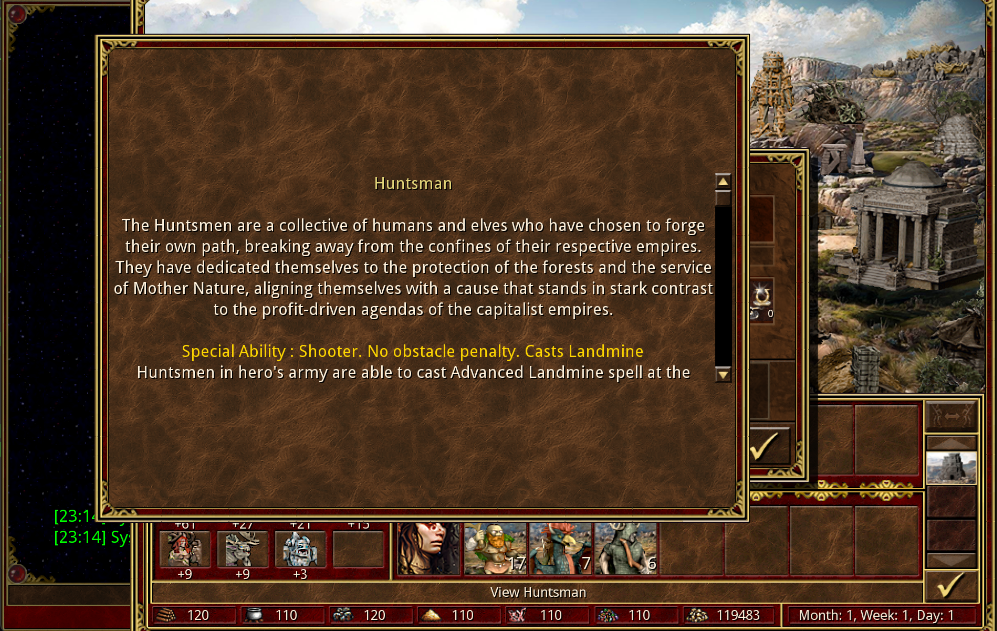 Huntsman
The Huntsmen are a collective of humans and elves who have chosen to forge
their own path, breaking away from the confines of their respective empires.
They have dedicated themselves to the protection of the forests and the service
of Mother Nature, aligning themselves with a cause that stands in stark contrast
to the profit-driven agendas of the capitalist empires.
Special Ability : Shooter. No obstacle penalty. Casts Landmine
Huntsmen in hero's army are able to cast Advanced Landmine spell at the
0
[23:14]
[23:14] Sys
+61 +27 +21 +15
+9 +9 +3
17 7 6
View Huntsman
120 110 120 110 110 110 119483 Month: 1, Week: 1, Day: 1